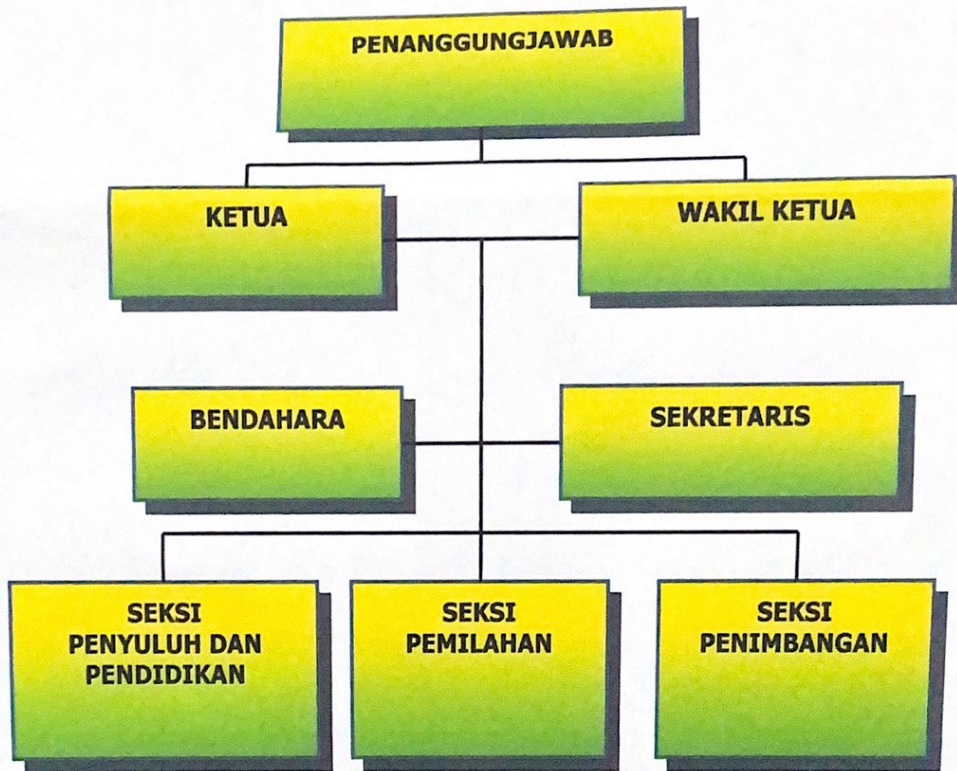 PENANGGUNGJAWAB
KETUA
WAKIL KETUA
BENDAHARA
SEKRETARIS
SEKSI
PENYULUH DAN
PENDIDIKAN
SEKSI
PEMILAHAN
SEKSI
PENIMBANGAN